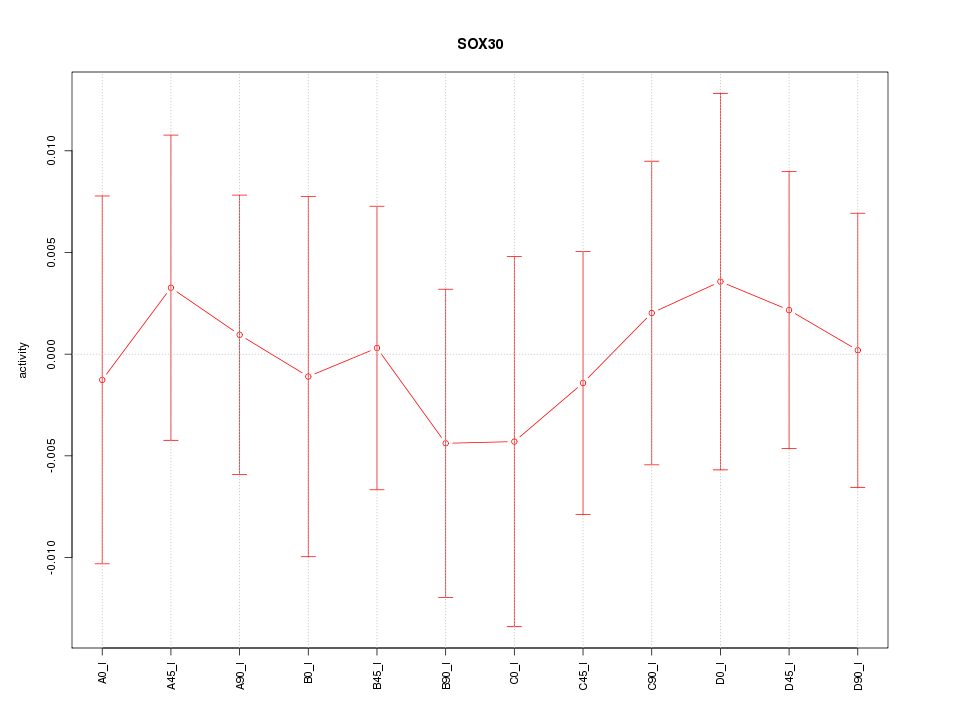 SOX30
activity
0.010
0.005
0.000
-0.005
-0.010
A0_I
A45_I
A90_I
B0_I
B45_I
B90_I
C0_I
C45_I
C90_I
D0_I
D45_I
D90_I